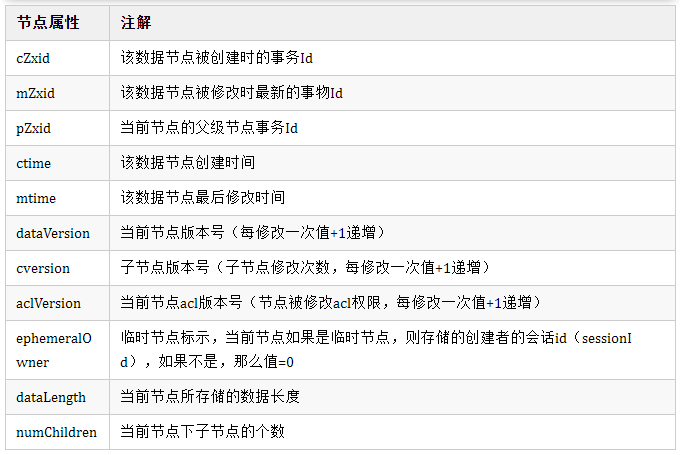 节点属性 注解
cZxid 该数据节点被创建时的事务Id
mZxid 该数据节点被修改时最新的事物Id
pZxid 当前节点的父级节点事务Id
ctime 该数据节点创建时间
mtime 该数据节点最后修改时间
dataVersion 当前节点版本号（每修改一次值+1递增）
cversion 子节点版本号（子节点修改次数，每修改一次值+1递增）
aclVersion 当前节点acl版本号（节点被修改acl权限，每修改一次值+1递增）
ephemeralO 临时节点标示，当前节点如果是临时节点，则存储的创建者的会话id（sessionI
wner d），如果不是，那么值=0
dataLength 当前节点所存储的数据长度
numChildren 当前节点下子节点的个数